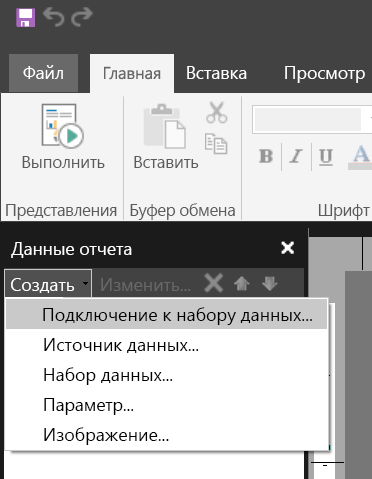 Файл Главная Вставка Просмотр
Выполнить Вставить B I U A
Представления Буфер обмена Шрифт
Данные отчета
Создать Изменить...
Подключение к набору данных...
Источник данных...
Набор данных...
Параметр...
Изображение...